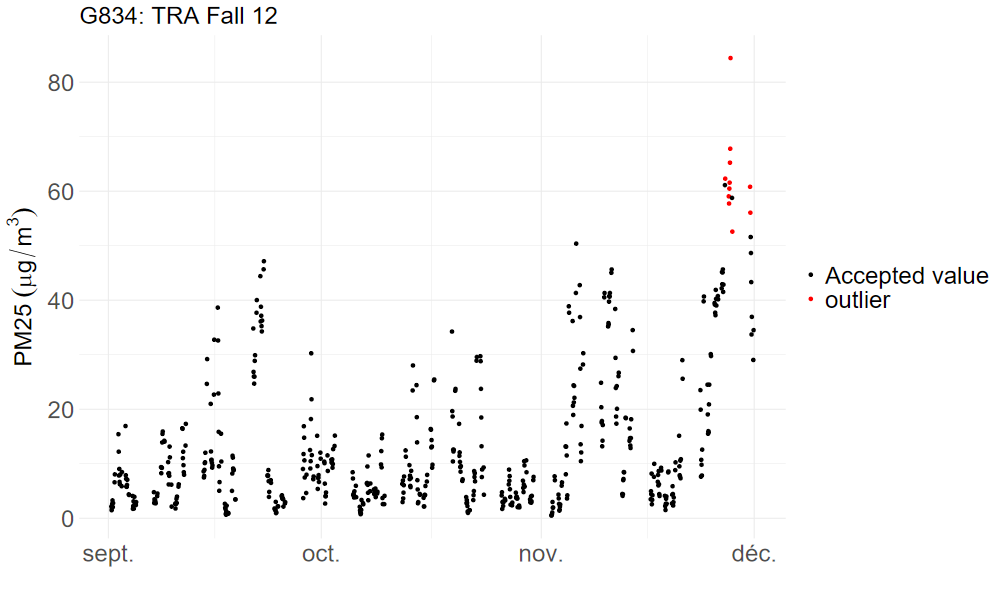 G834: TRA Fall 12
80
60
40
20
0
PM25 (μg/m³)
sept.
oct.
nov.
déc.
Accepted value
outlier